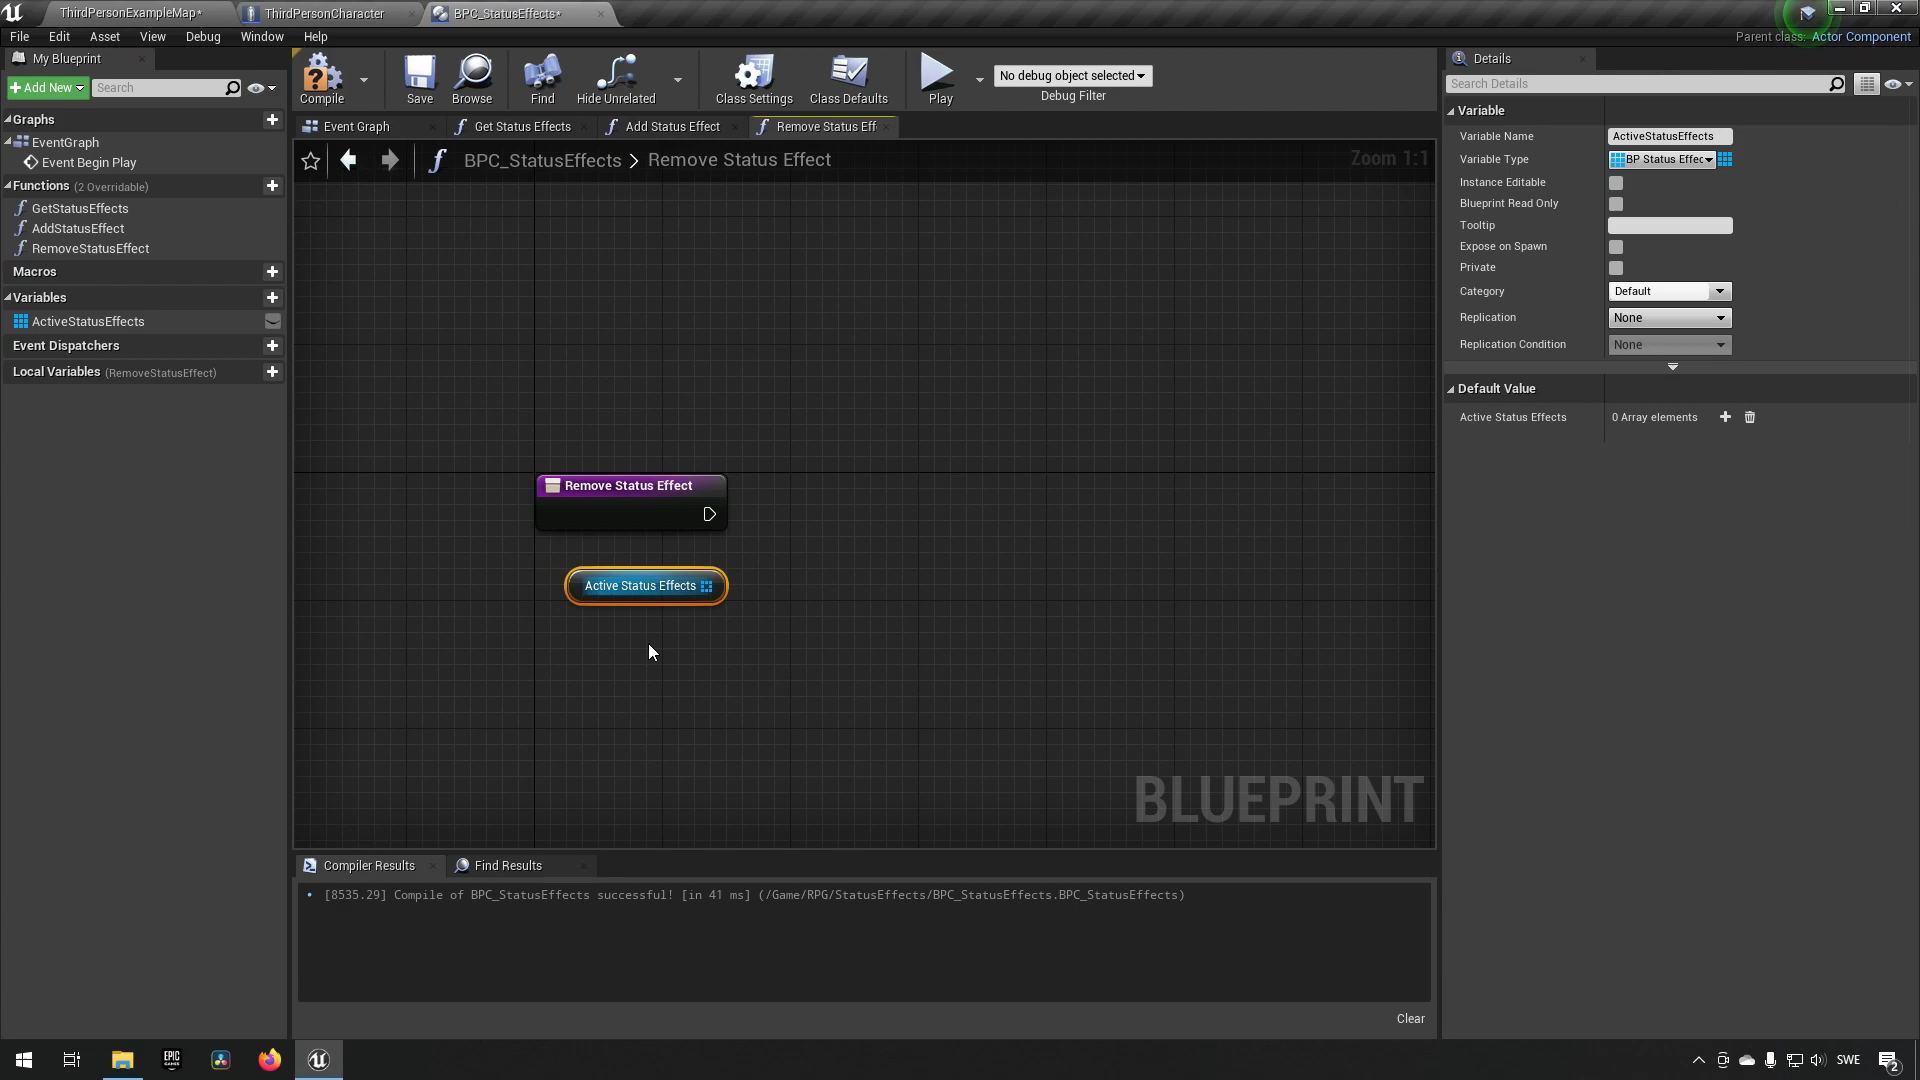 ThirdPersonExampleMap*
ThirdPersonCharacter
BPC_StatusEffects*
File Edit Asset View Debug Window Help
Parent class: Actor Component
My Blueprint
Add New
Search
Graphs
EventGraph
Event Begin Play
Functions (2 Overridable)
GetStatusEffects
AddStatusEffect
RemoveStatusEffect
Macros
Variables
ActiveStatusEffects
Event Dispatchers
Local Variables (RemoveStatusEffect)
Compile
Save
Browse
Find
Hide Unrelated
Class Settings
Class Defaults
Play
No debug object selected
Debug Filter
Event Graph
Get Status Effects
Add Status Effect
Remove Status Eff
BPC_StatusEffects > Remove Status Effect
Zoom 1:1
Remove Status Effect
Active Status Effects
BLUEPRINT
Compiler Results
Find Results
[8535.29] Compile of BPC_StatusEffects successful! [in 41 ms] (/Game/RPG/StatusEffects/BPC_StatusEffects.BPC_StatusEffects)
Clear
Details
Search Details
Variable
Variable Name ActiveStatusEffects
Variable Type BP Status Effec
Instance Editable
Blueprint Read Only
Tooltip
Expose on Spawn
Private
Category Default
Replication None
Replication Condition None
Default Value
Active Status Effects 0 Array elements
EPIC GAMES
SWE
2